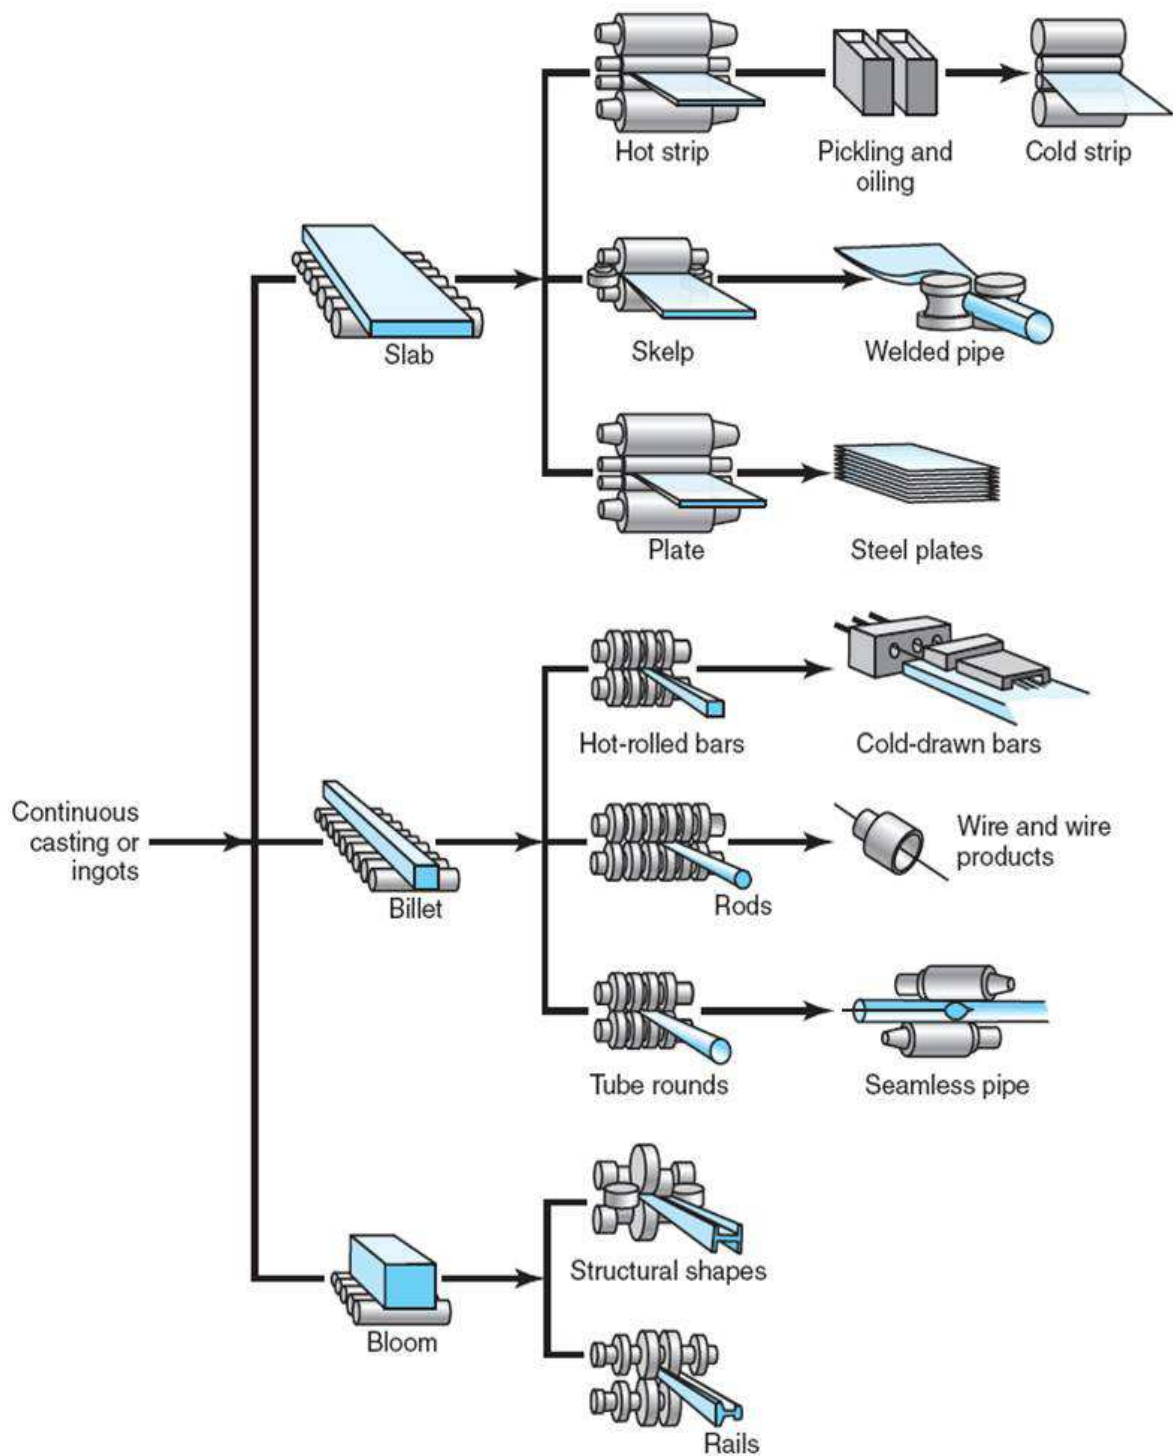 Hot strip
Pickling and
oiling
Cold strip
Slab
Skelp
Welded pipe
Plate
Steel plates
Hot-rolled bars
Cold-drawn bars
Continuous
casting or
ingots
Billet
Rods
Wire and wire
products
Tube rounds
Seamless pipe
Structural shapes
Bloom
Rails